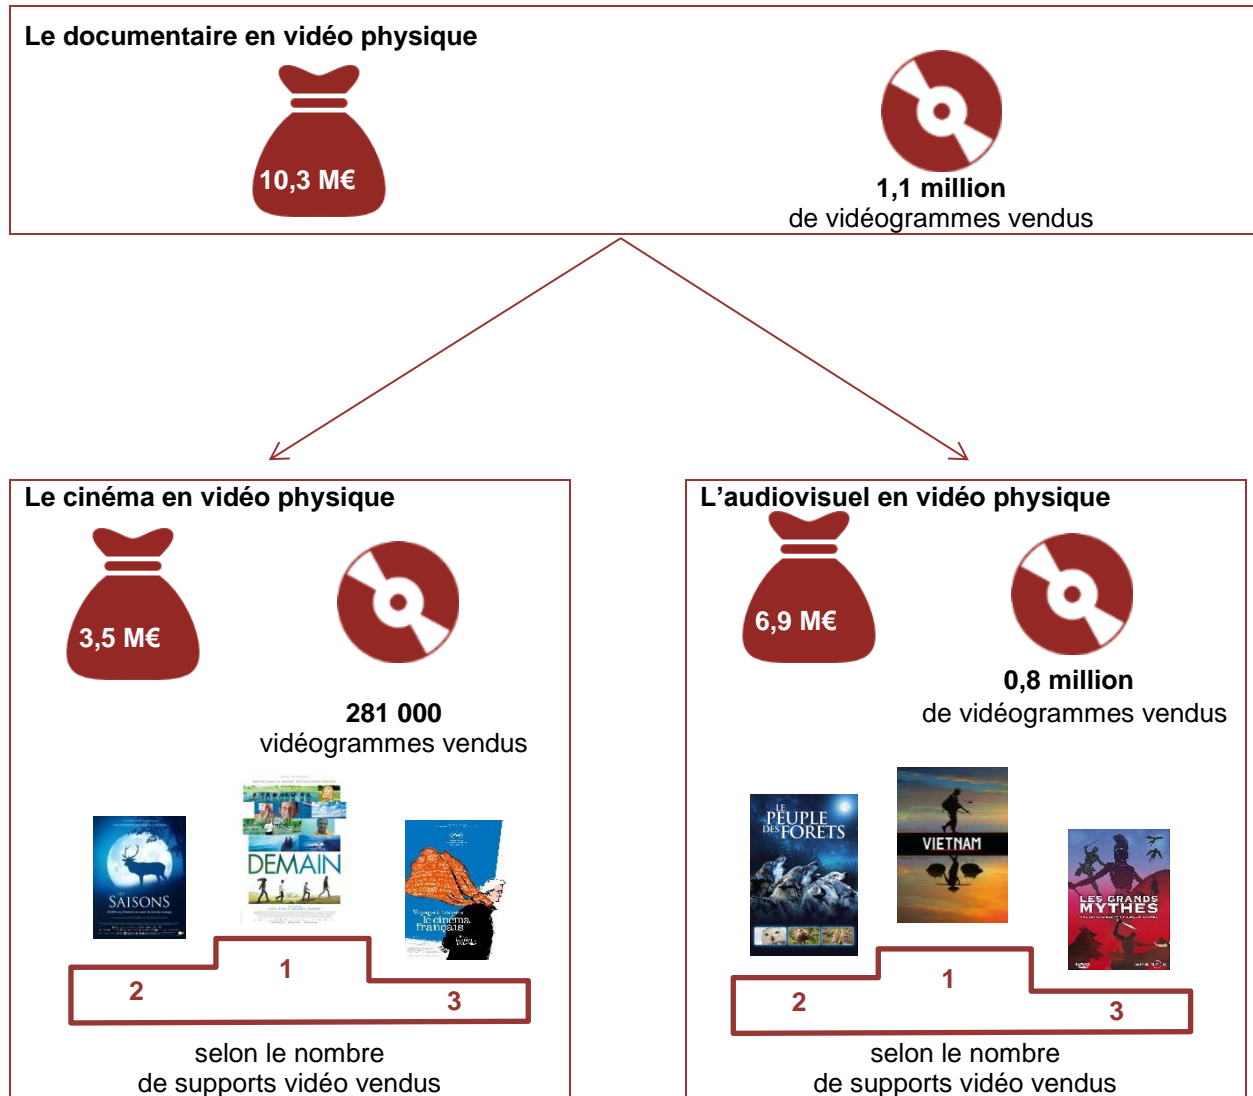 Le documentaire en vidéo physique
10,3 M€
1,1 million
de vidéogrammes vendus
Le cinéma en vidéo physique
3,5 M€
281 000
vidéogrammes vendus
SAISONS
DEMAIN
Voyage à travers
le cinéma
français
2
1
3
selon le nombre
de supports vidéo vendus
L’audiovisuel en vidéo physique
6,9 M€
0,8 million
de vidéogrammes vendus
LE
PEUPLE
DES FORÊTS
VIETNAM
LES GRANDS
MYTHES
2
1
3
selon le nombre
de supports vidéo vendus